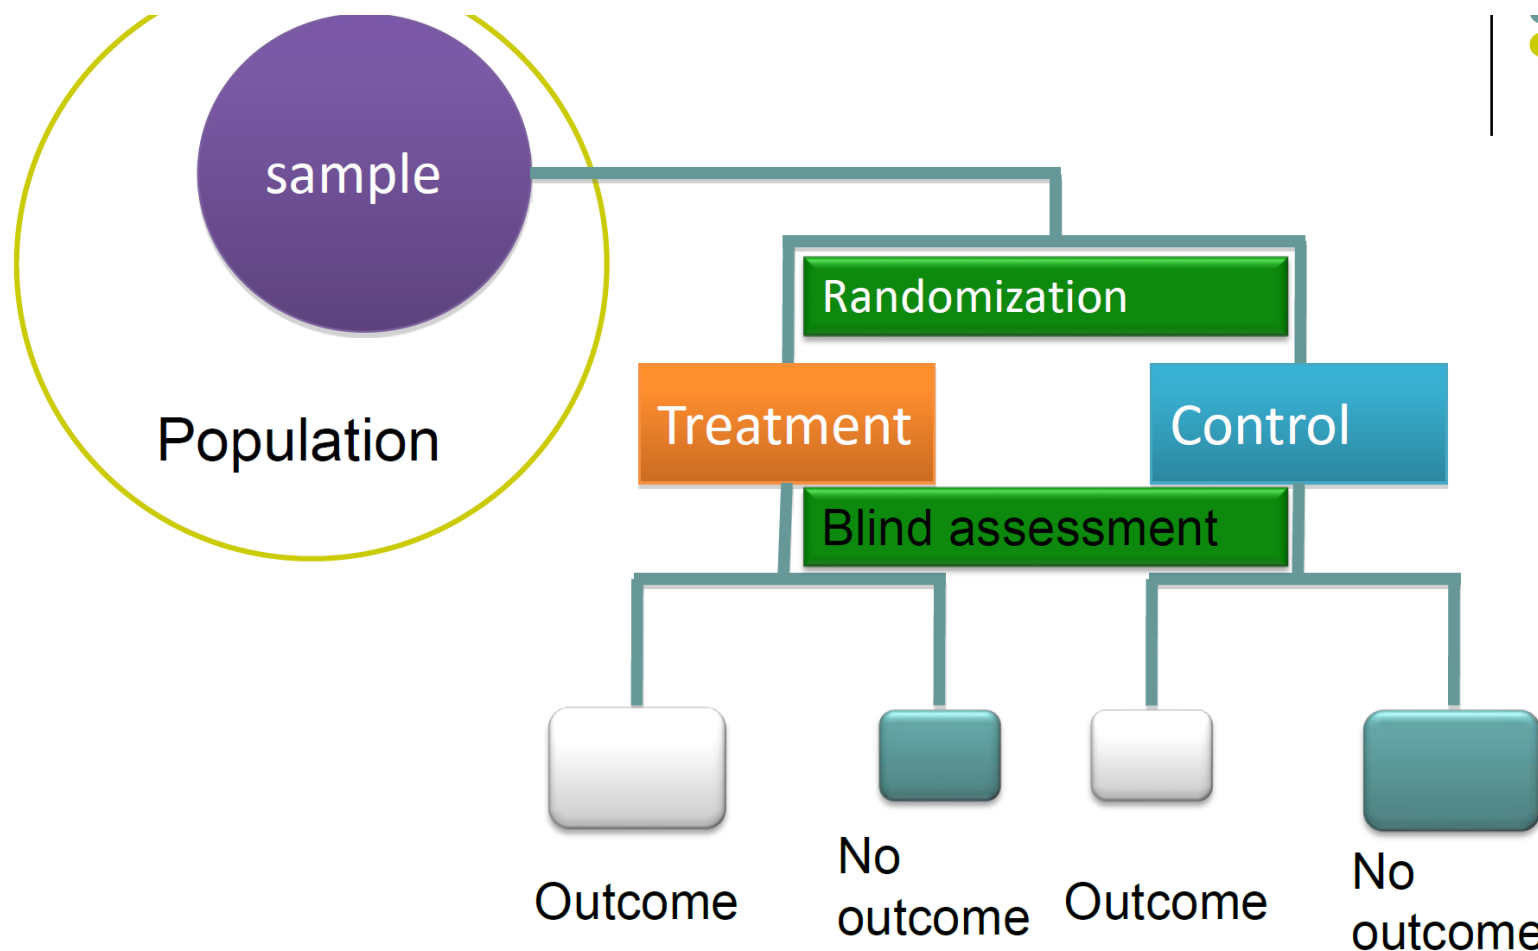 sample
Randomization
Treatment
Control
Population
Blind assessment
Outcome
No
outcome
Outcome
No
outcome